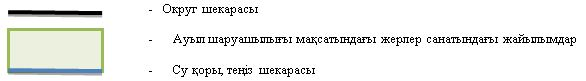 - Округ шекарасы
- Ауыл шаруашылығы мақсатындағы жерлер санатындағы жайылымдар
- Су қоры, теңіз шекарасы